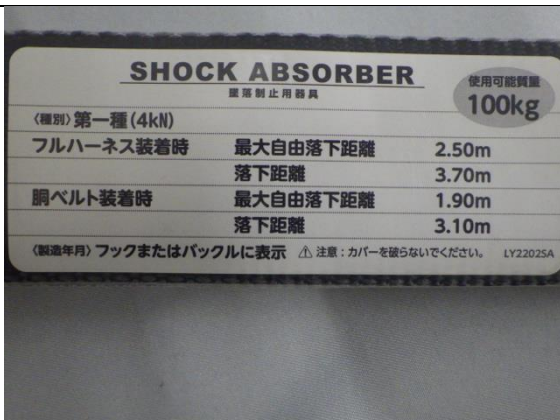 SHOCK ABSORBER
墜落制止用器具
使用可能質量
100kg
〈種別〉第一種(4kN)
フルハーネス装着時 最大自由落下距離 2.50m
落下距離 3.70m
胴ベルト装着時 最大自由落下距離 1.90m
落下距離 3.10m
〈製造年月〉フックまたはバックルに表示 ⚠ 注意:カバーを破らないでください。 LY2202SA